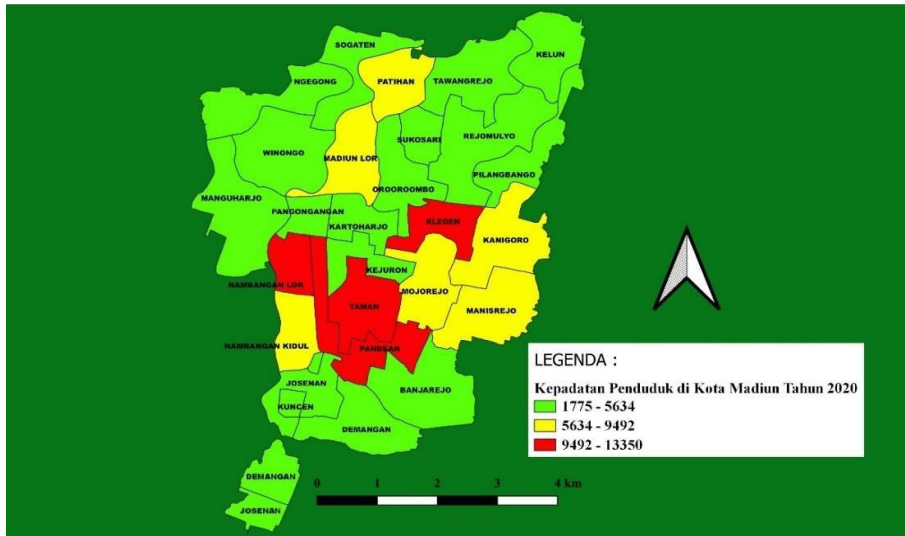 SOGATEN
KELUN
NGEGONG
PATIHAN
TAWANGREJO
SUKOSARI
REJOMULYO
WINONGO
MADIUN LOR
PILANGBANGO
ORDOROOMBO
MANGUHARJO
PANGONGANGAN
KLEGEN
KARTOHARJO
KANIGORO
KEJURON
NAMBANGAN LOR
MOJOREJO
TAMAN
MANISREJO
NAMBANGAN KIDUL
PANDEAN
JOSENAN
BANJAREJO
KUNCEN
DEMANGAN
DEMANGAN
JOSENAN
LEGENDA :
Kepadatan Penduduk di Kota Madiun Tahun 2020
1775 - 5634
5634 - 9492
9492 - 13350
0 1 2 3 4 km